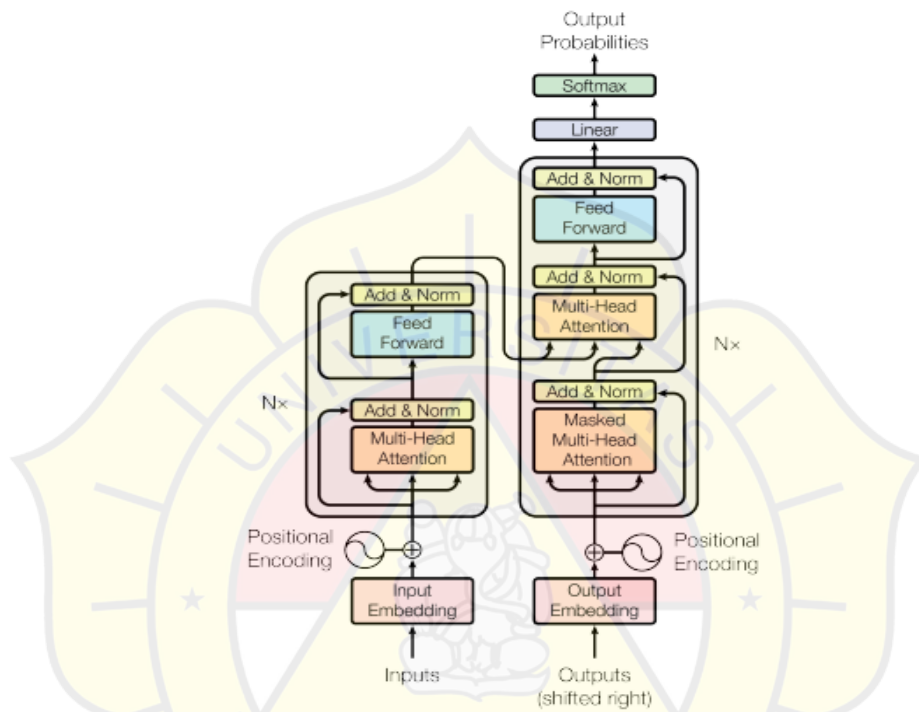 Output
Probabilities
Softmax
Linear
Add & Norm
Feed
Forward
Add & Norm
Multi-Head
Attention
Add & Norm
Masked
Multi-Head
Attention
Nx
Add & Norm
Feed
Forward
Add & Norm
Multi-Head
Attention
Nx
Positional
Encoding
Positional
Encoding
Input
Embedding
Output
Embedding
Inputs
Outputs
(shifted right)
UNIVERSITAS